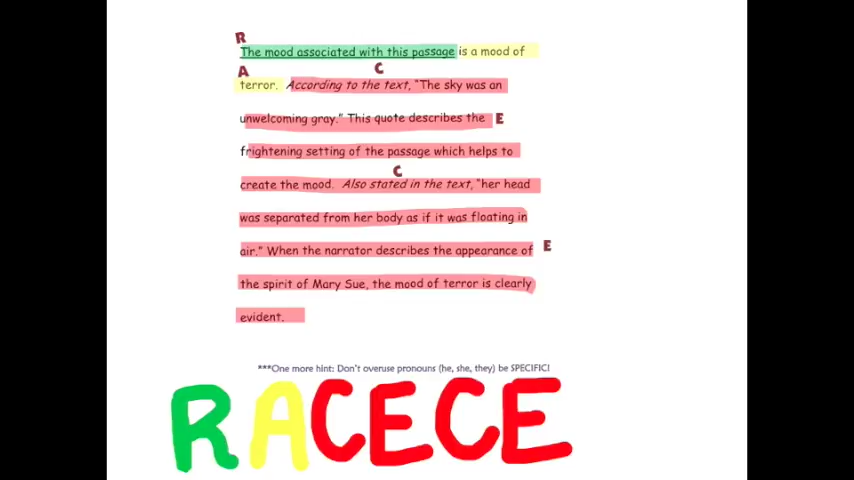 R
The mood associated with this passage is a mood of
A C
terror. According to the text, "The sky was an
unwelcoming gray." This quote describes the E
frightening setting of the passage which helps to
C
create the mood. Also stated in the text, "her head
was separated from her body as if it was floating in
air." When the narrator describes the appearance of E
the spirit of Mary Sue, the mood of terror is clearly
evident.
***One more hint: Don't overuse pronouns (he, she, they) be SPECIFIC!
RACECE